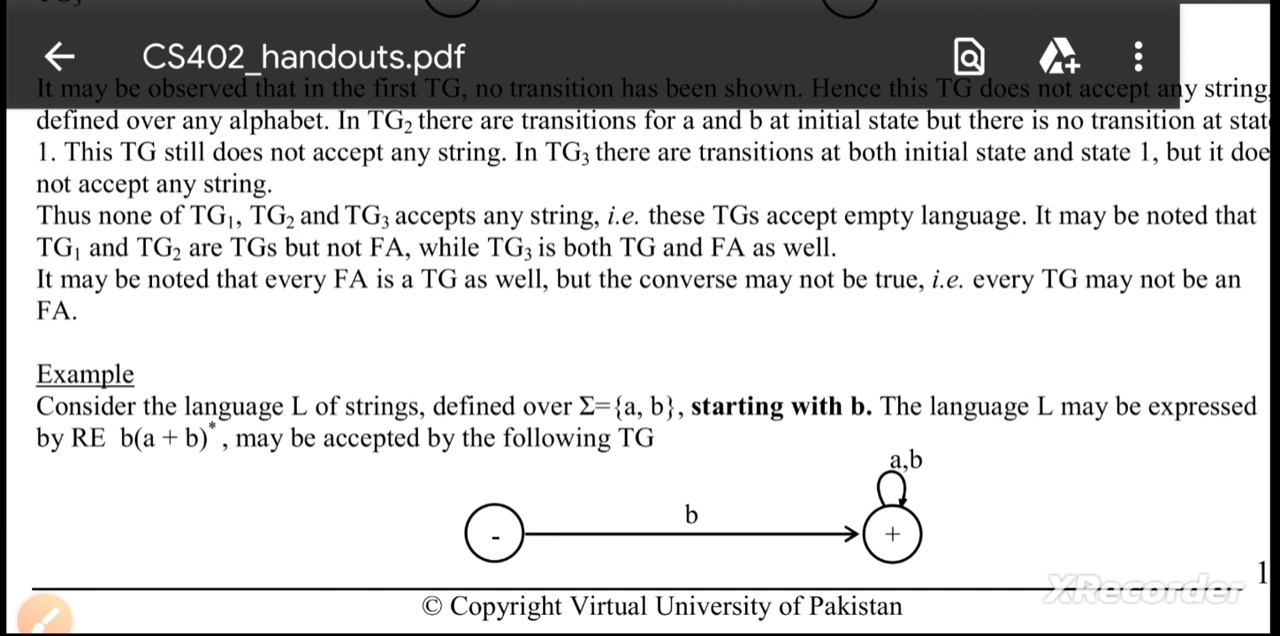 CS402_handouts.pdf
It may be observed that in the first TG, no transition has been shown. Hence this TG does not accept any string,
defined over any alphabet. In TG₂ there are transitions for a and b at initial state but there is no transition at stat
1. This TG still does not accept any string. In TG₃ there are transitions at both initial state and state 1, but it doe
not accept any string.
Thus none of TG₁, TG₂ and TG₃ accepts any string, i.e. these TGs accept empty language. It may be noted that
TG₁ and TG₂ are TGs but not FA, while TG₃ is both TG and FA as well.
It may be noted that every FA is a TG as well, but the converse may not be true, i.e. every TG may not be an
FA.
Example
Consider the language L of strings, defined over Σ={a, b}, starting with b. The language L may be expressed
by RE b(a + b)*, may be accepted by the following TG
a,b
b
- +
1
© Copyright Virtual University of Pakistan
XRecorder